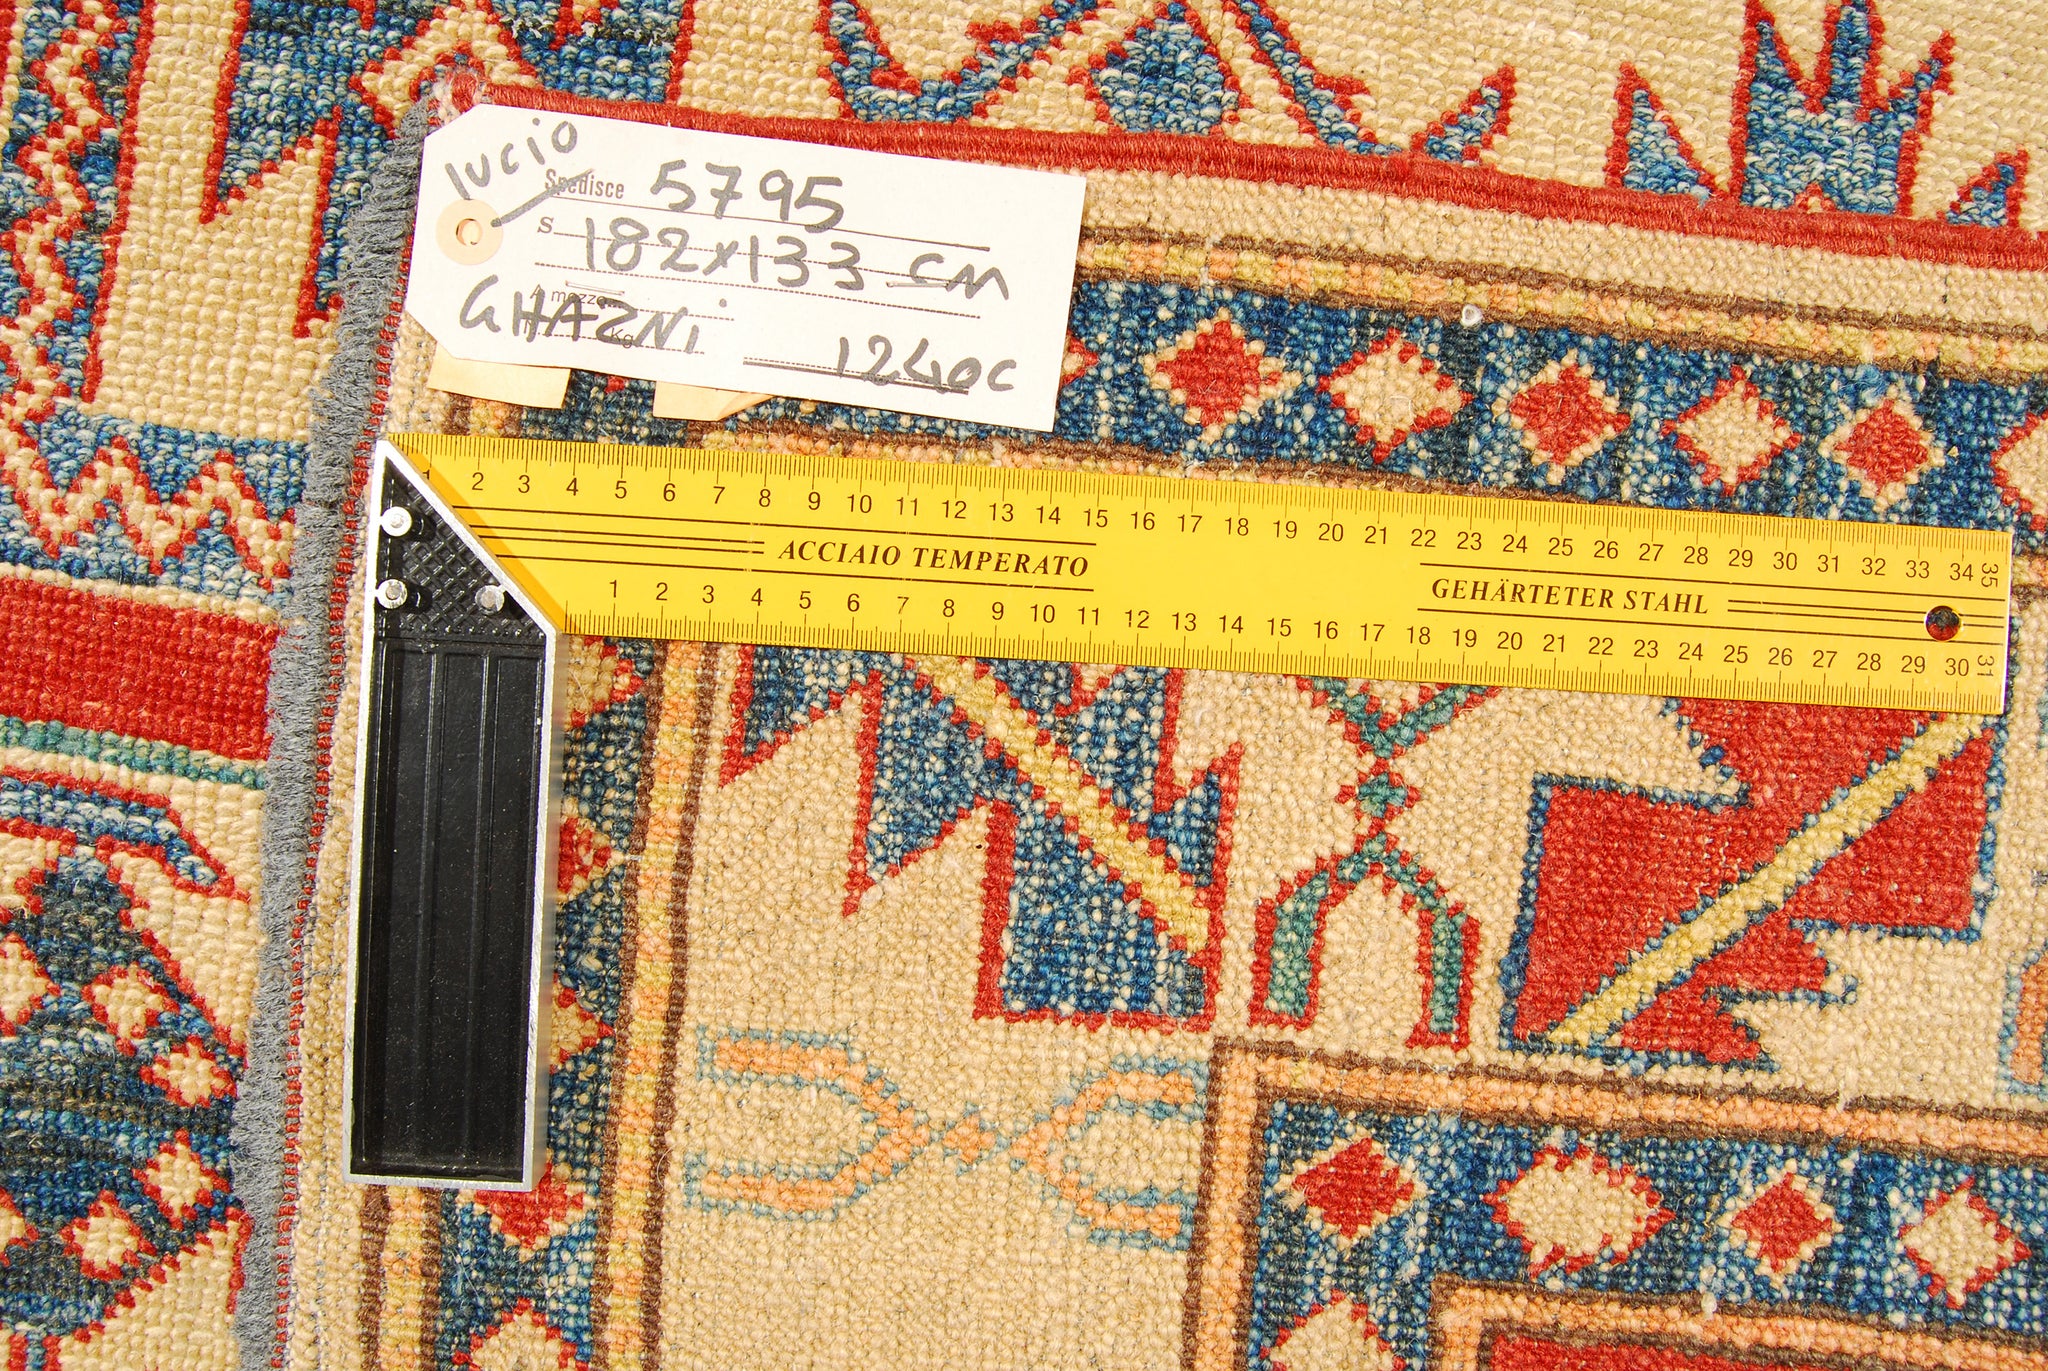 lucio
Spedisce 5795
S 182x133 cm
A mezzo
GHAZNi
Kg
1240c
1 2 3 4 5 6 7 8 9 10 11 12 13 14 15 16 17 18 19 20 21 22 23 24 25 26 27 28 29 30 31 32 33 34 35
ACCIAIO TEMPERATO
GEHÄRTETER STAHL
1 2 3 4 5 6 7 8 9 10 11 12 13 14 15 16 17 18 19 20 21 22 23 24 25 26 27 28 29 30 31